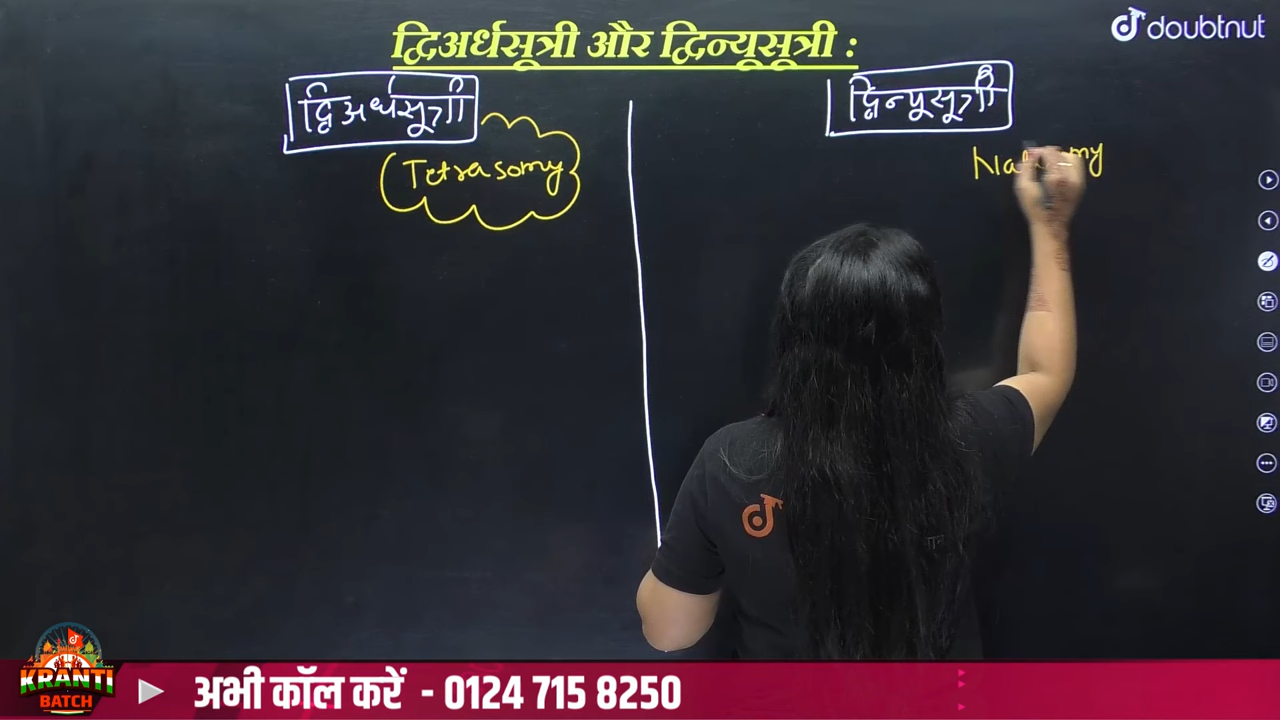 द्विअर्धसूत्री और द्विन्यूसूत्री :
doubtnut
द्विअर्धसूत्री
द्विन्यूसूत्री
Tetrasomy
KRANTI
BATCH
अभी कॉल करें - 0124 715 8250